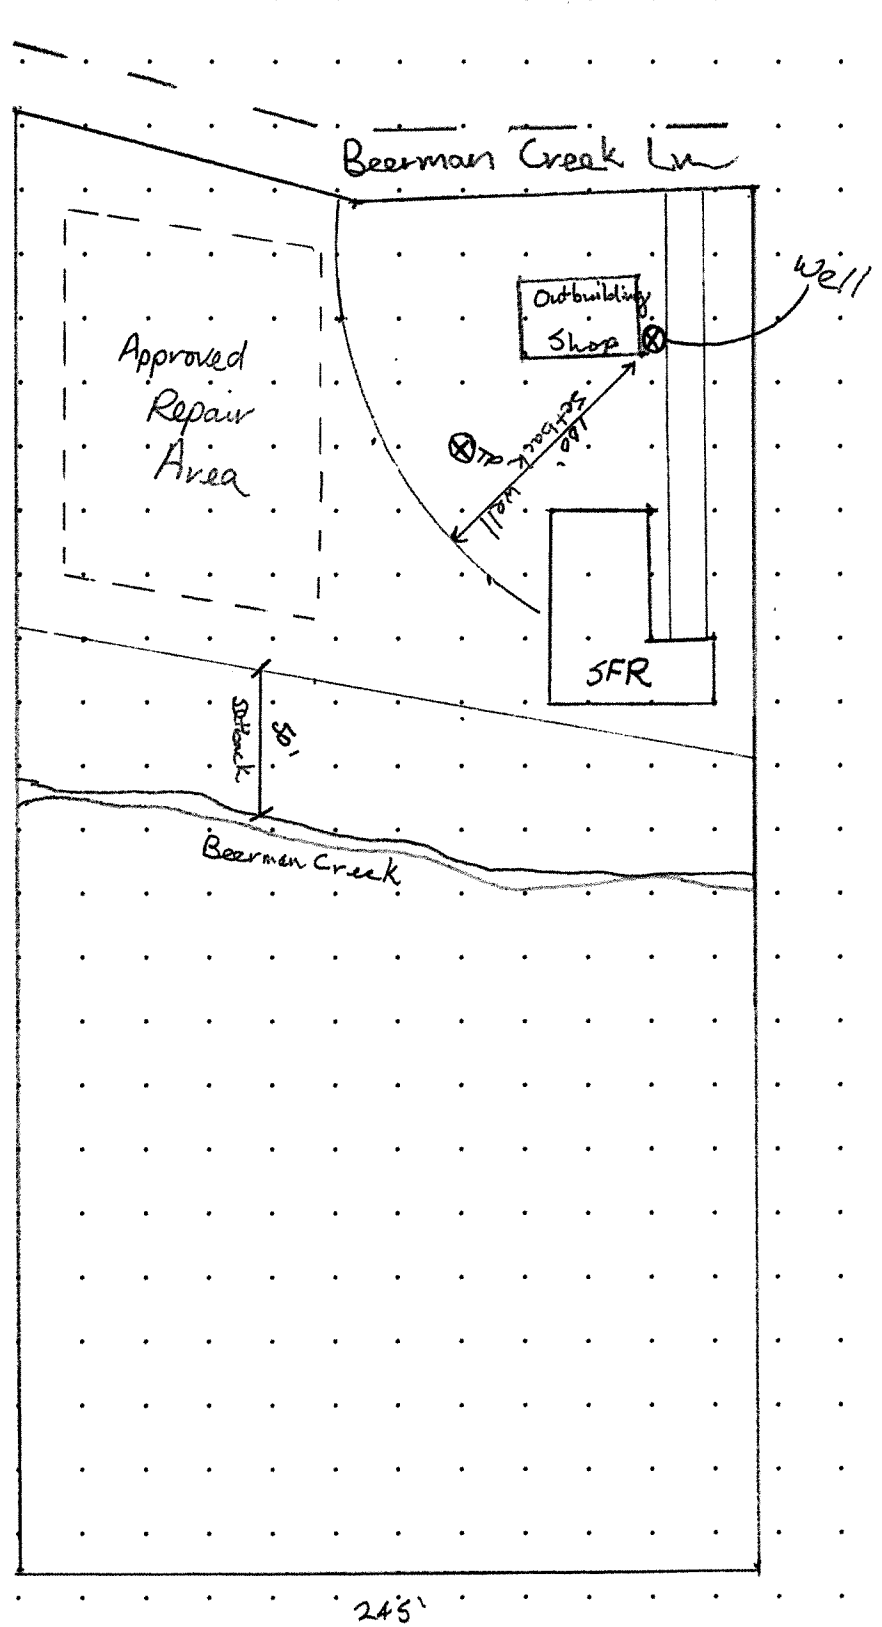 Beerman Creek Ln
Well
Outbuilding
Shop
Approved
Repair
Area
100'
Setback
Well
SFR
50'
Setback
Beerman Creek
245'